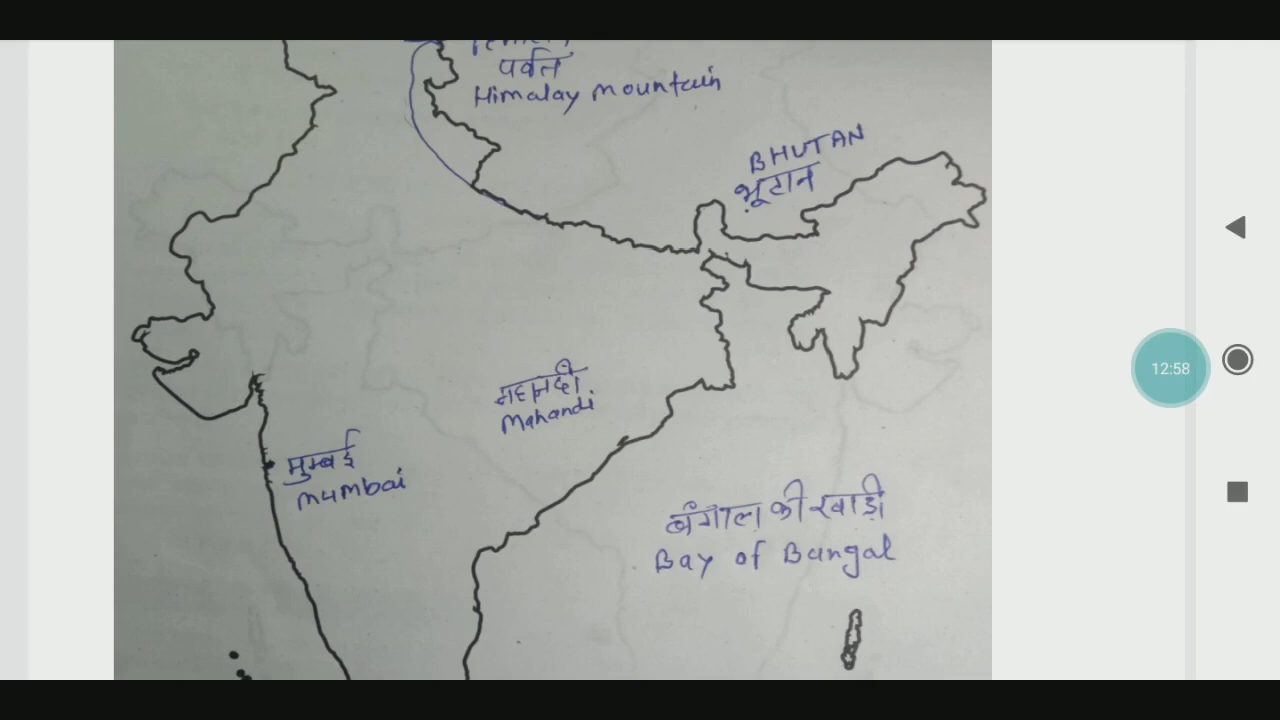 पर्वत
Himalay mountain
BHUTAN
भूटान
महानदी
Mahandi
मुम्बई
mumbai
बंगाल की खाड़ी
Bay of Bangal
12:58